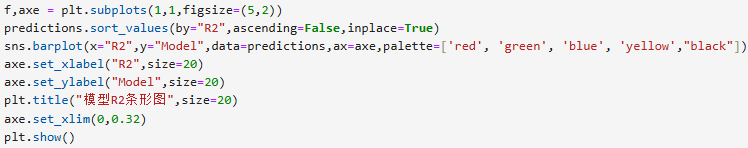 f,axe = plt.subplots(1,1,figsize=(5,2))
predictions.sort_values(by="R2",ascending=False,inplace=True)
sns.barplot(x="R2",y="Model",data=predictions,ax=axe,palette=['red', 'green', 'blue', 'yellow',"black"])
axe.set_xlabel("R2",size=20)
axe.set_ylabel("Model",size=20)
plt.title("模型R2条形图",size=20)
axe.set_xlim(0,0.32)
plt.show()